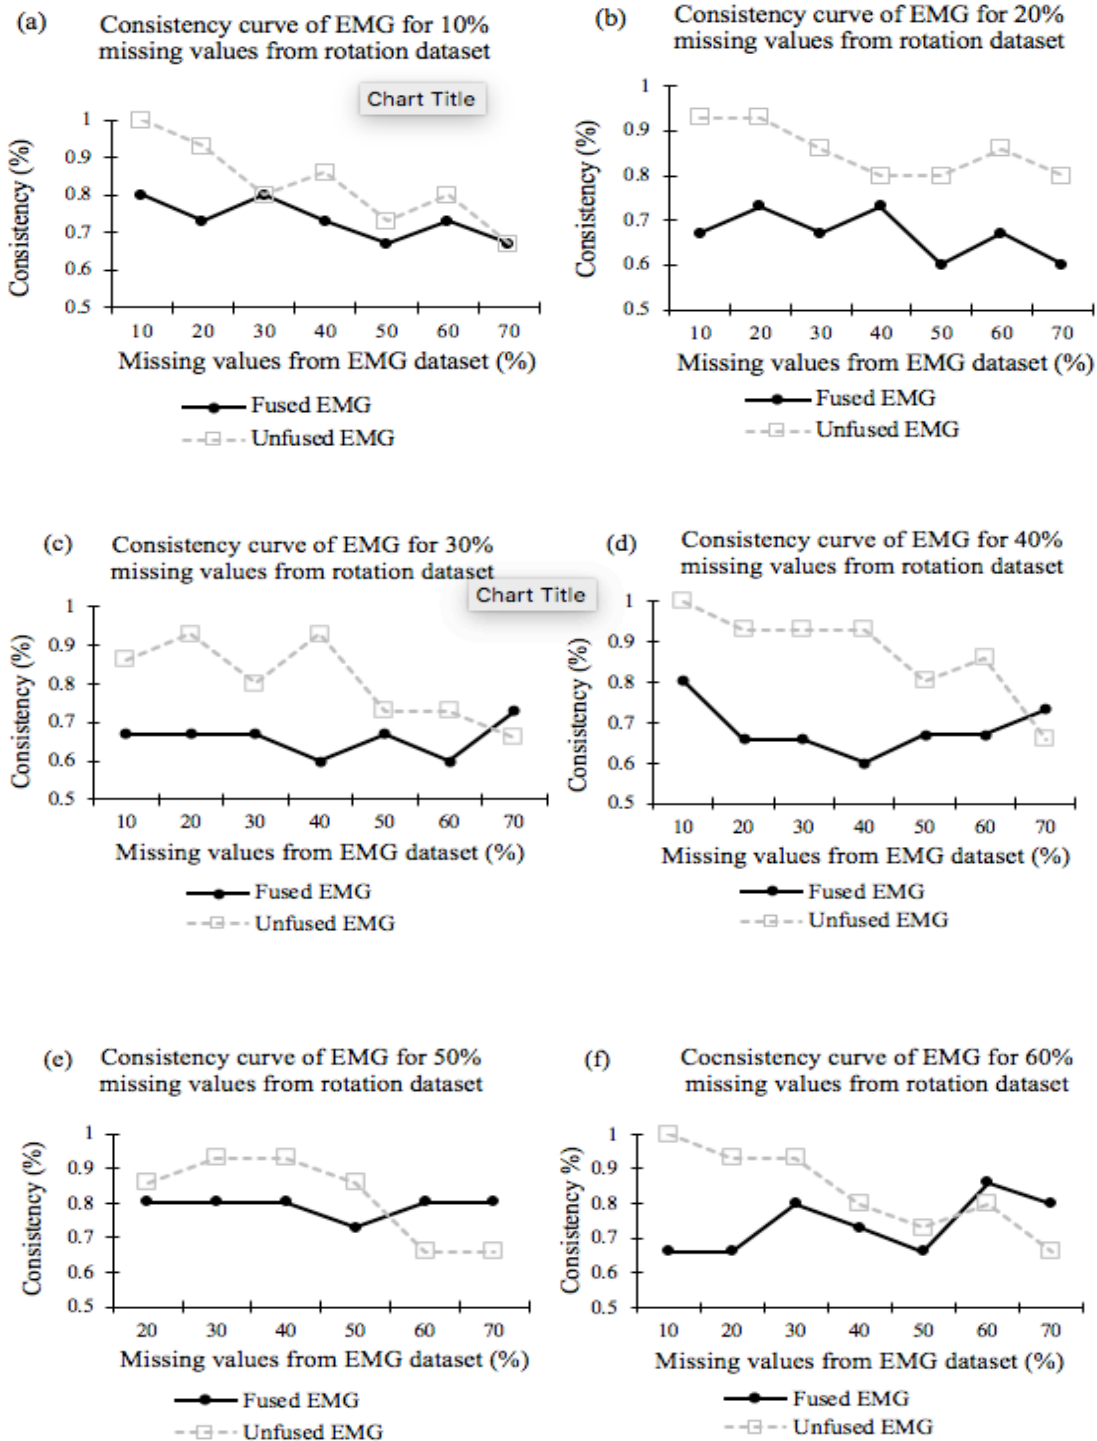 (a)
Consistency curve of EMG for 10%
missing values from rotation dataset
Chart Title
Consistency (%)
1
0.9
0.8
0.7
0.6
0.5
10 20 30 40 50 60 70
Missing values from EMG dataset (%)
Fused EMG
Unfused EMG
(b)
Consistency curve of EMG for 20%
missing values from rotation dataset
Consistency (%)
1
0.9
0.8
0.7
0.6
0.5
10 20 30 40 50 60 70
Missing values from EMG dataset (%)
Fused EMG
Unfused EMG
(c)
Consistency curve of EMG for 30%
missing values from rotation dataset
Chart Title
Consistency (%)
1
0.9
0.8
0.7
0.6
0.5
10 20 30 40 50 60 70
Missing values from EMG dataset (%)
Fused EMG
Unfused EMG
(d)
Consistency curve of EMG for 40%
missing values from rotation dataset
Consistency (%)
1
0.9
0.8
0.7
0.6
0.5
10 20 30 40 50 60 70
Missing values from EMG dataset (%)
Fused EMG
Unfused EMG
(e)
Consistency curve of EMG for 50%
missing values from rotation dataset
Consistency (%)
1
0.9
0.8
0.7
0.6
0.5
20 30 40 50 60 70
Missing values from EMG dataset (%)
Fused EMG
Unfused EMG
(f)
Cocnsistency curve of EMG for 60%
missing values from rotation dataset
Consistency %)
1
0.9
0.8
0.7
0.6
0.5
10 20 30 40 50 60 70
Missing values from EMG dataset (%)
Fused EMG
Unfused EMG